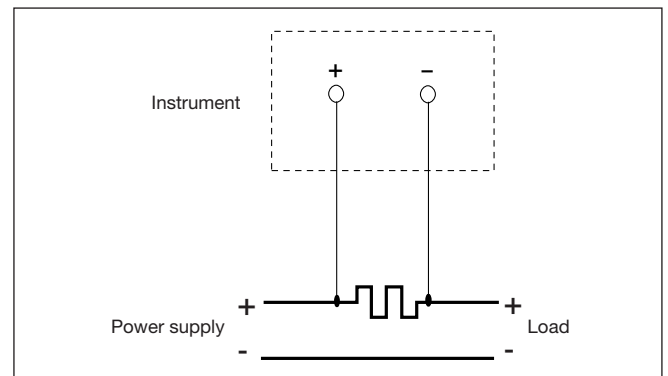 + –
Instrument
+ +
Power supply Load
- -